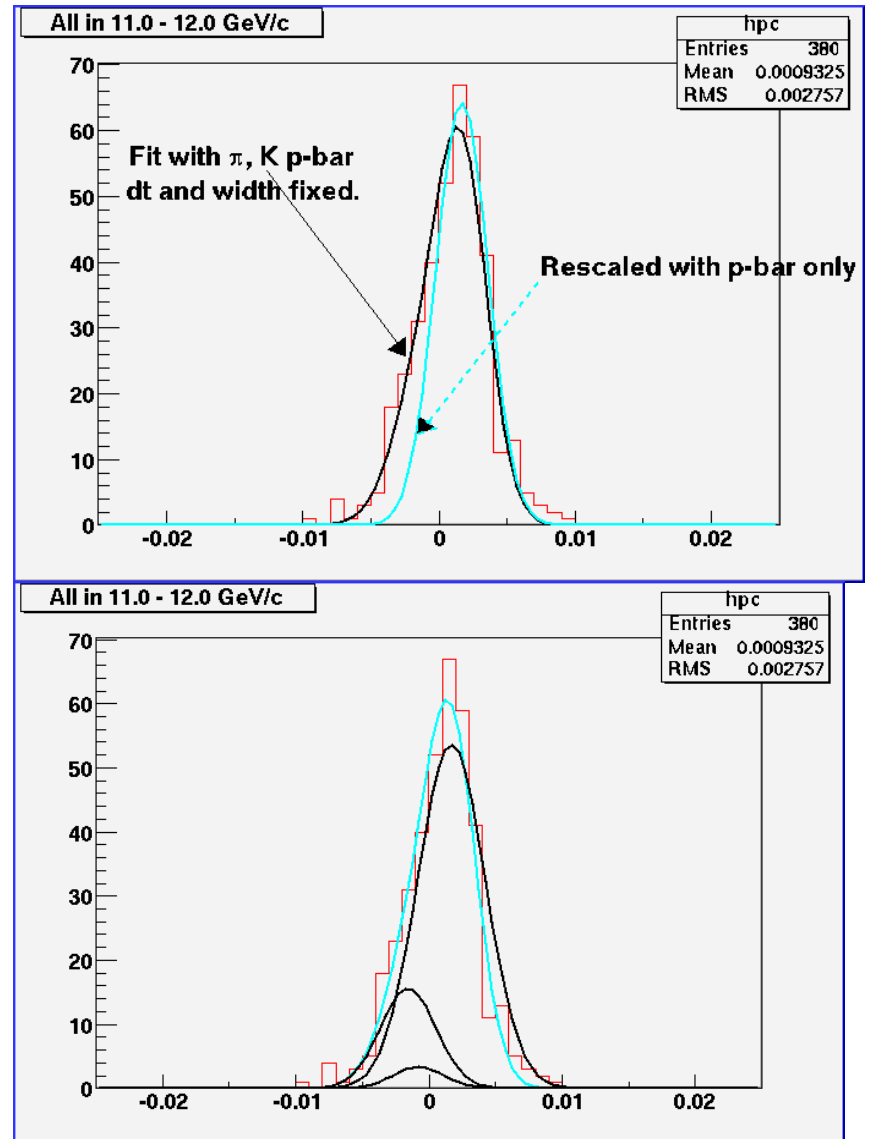 All in 11.0 - 12.0 GeV/c
hpc
Entries 380
Mean 0.0009325
RMS 0.002757
70
60
50
40
30
20
10
0
Fit with π, K p-bar
dt and width fixed.
Rescaled with p-bar only
-0.02 -0.01 0 0.01 0.02
All in 11.0 - 12.0 GeV/c
hpc
Entries 380
Mean 0.0009325
RMS 0.002757
70
60
50
40
30
20
10
0
-0.02 -0.01 0 0.01 0.02